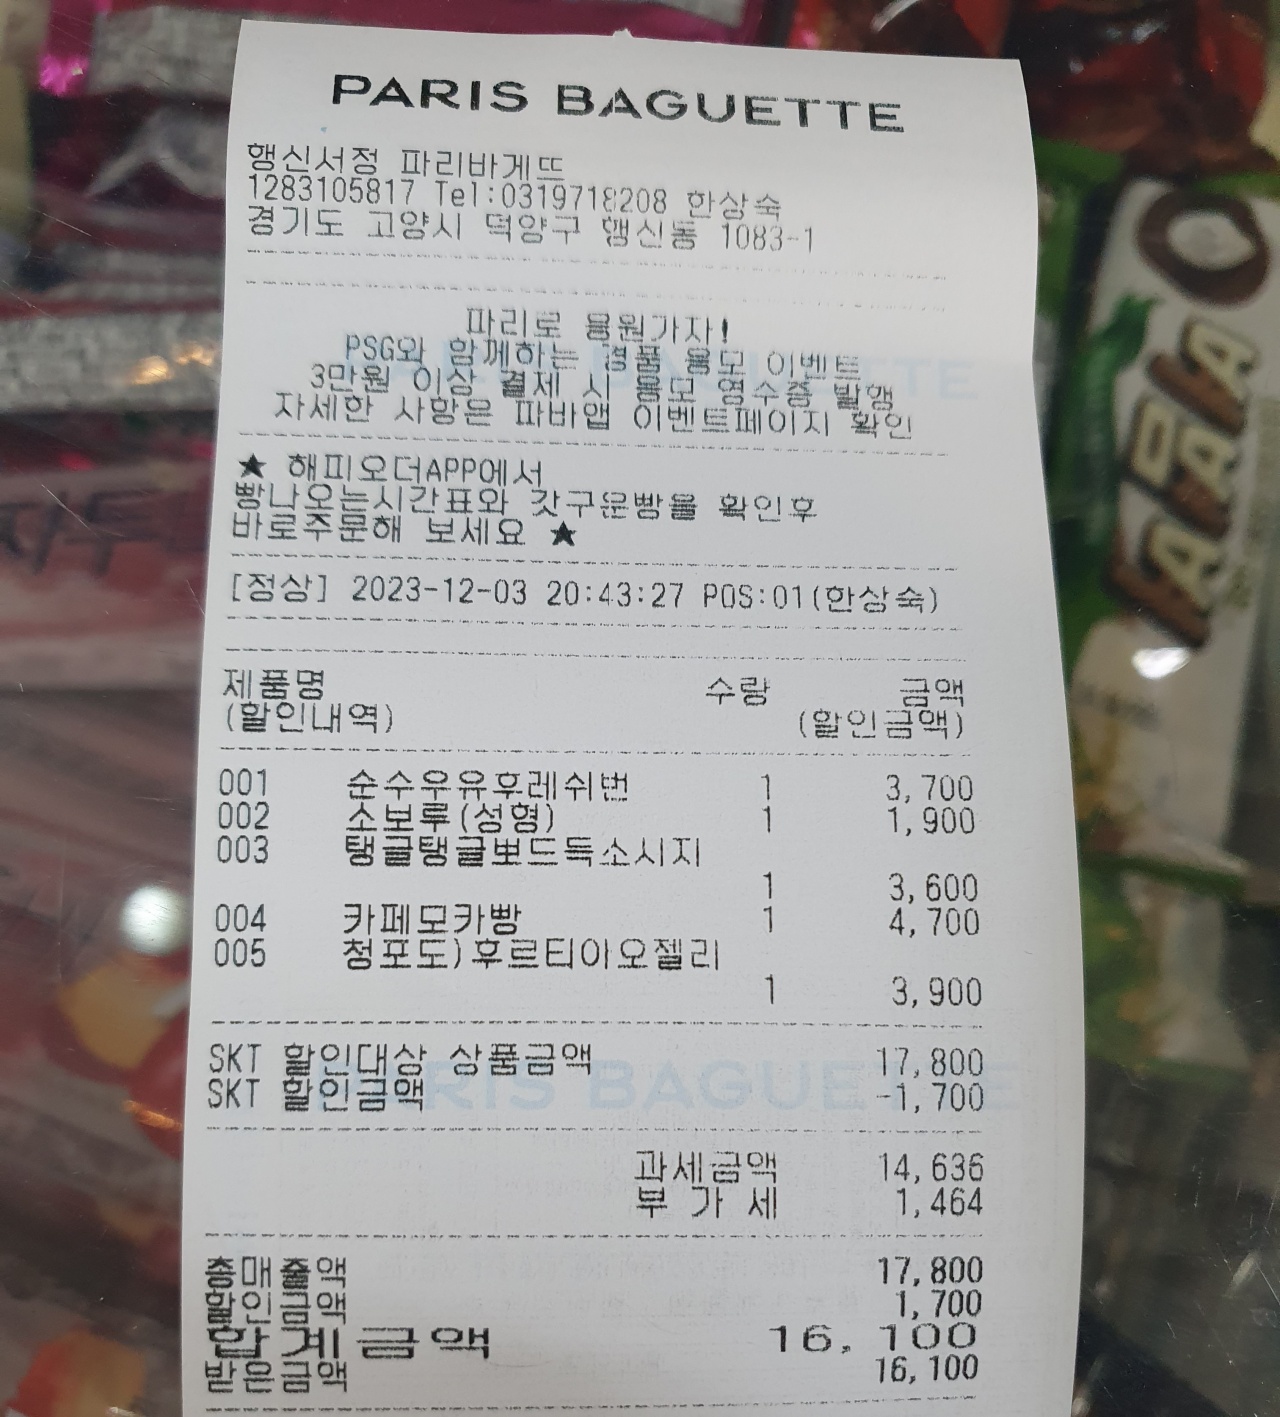 PARIS BAGUETTE
행신서정 파리바게뜨
1283105817 Tel:0319718208 한상숙
경기도 고양시 덕양구 행신동 1083-1
파리로 응원가자!
PSG와 함께하는 경품 응모 이벤트
3만원 이상 결제 시 응모 영수증 발행
자세한 사항은 파바앱 이벤트페이지 확인
★ 해피오더APP에서
빵나오는시간표와 갓구운빵을 확인후
바로주문해 보세요 ★
[정상] 2023-12-03 20:43:27 POS:01(한상숙)
제품명 수량 금액
(할인내역) (할인금액)
001 순수우유후레쉬번 1 3,700
002 소보루(성형) 1 1,900
003 탱글탱글뽀드득소시지
1 3,600
004 카페모카빵 1 4,700
005 청포도)후르티아오젤리
1 3,900
SKT 할인대상 상품금액 17,800
SKT 할인금액 -1,700
과세금액 14,636
부 가 세 1,464
총매출액 17,800
할인금액 1,700
합계금액 16,100
받은금액 16,100
PARIS BAGUETTE
자두